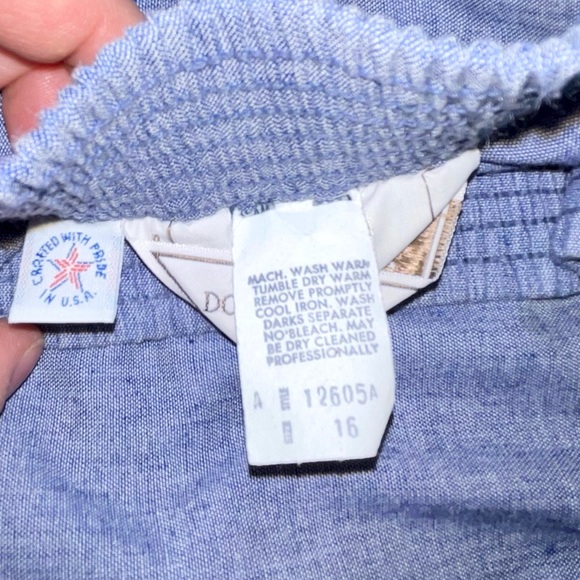 CRAFTED WITH PRIDE
IN U.S.A.
DO
MACH. WASH WARM
TUMBLE DRY WARM
REMOVE PROMPTLY
COOL IRON. WASH
DARKS SEPARATE
NO BLEACH. MAY
BE DRY CLEANED
PROFESSIONALLY
A 12605A
16